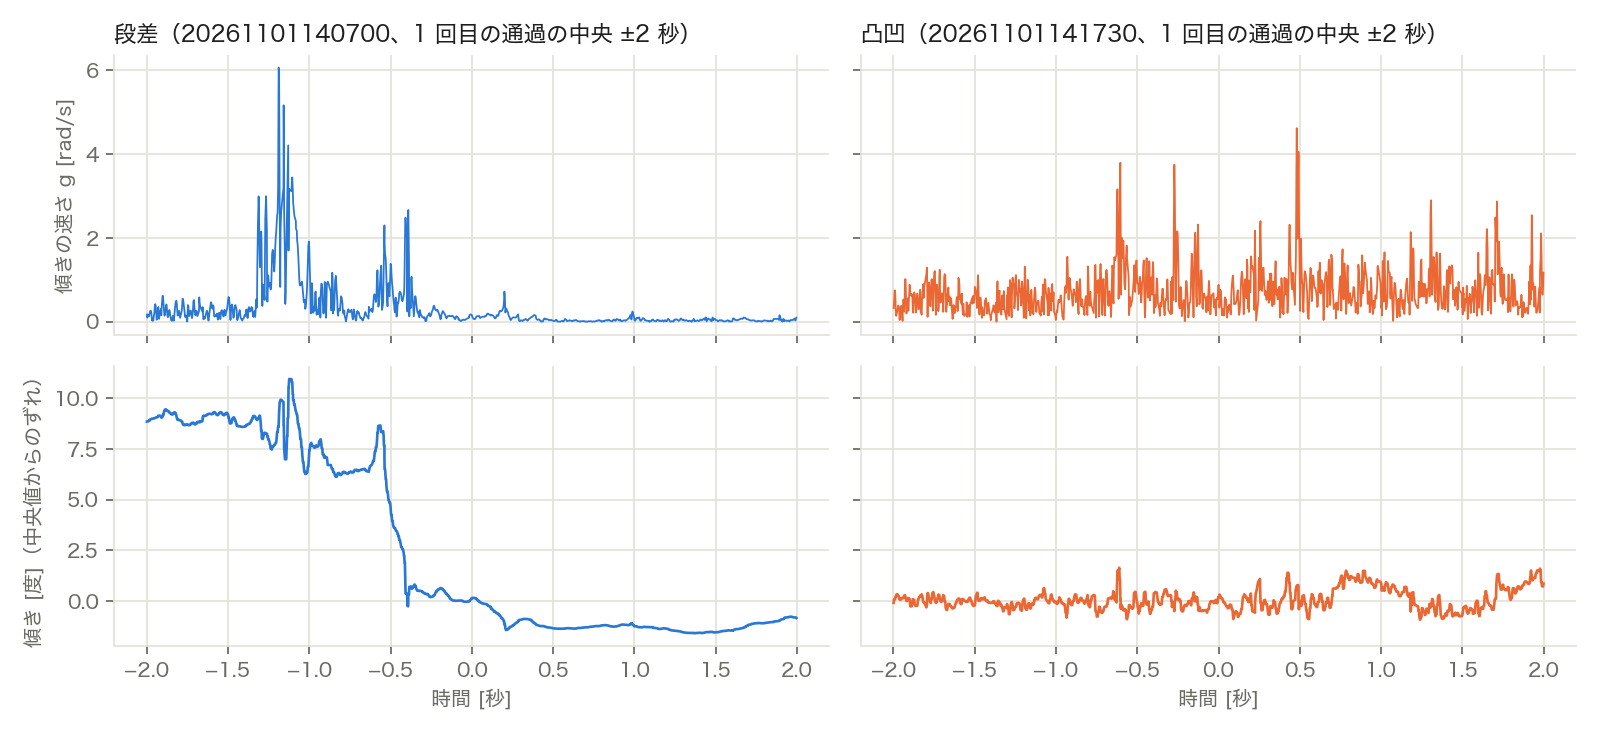 段差（20261101140700、1 回目の通過の中央 ±2 秒）
凸凹（20261101141730、1 回目の通過の中央 ±2 秒）
傾きの速さ g [rad/s]
6
4
2
0
傾き [度]（中央値からのずれ）
10.0
7.5
5.0
2.5
0.0
−2.0 −1.5 −1.0 −0.5 0.0 0.5 1.0 1.5 2.0
−2.0 −1.5 −1.0 −0.5 0.0 0.5 1.0 1.5 2.0
時間 [秒]
時間 [秒]